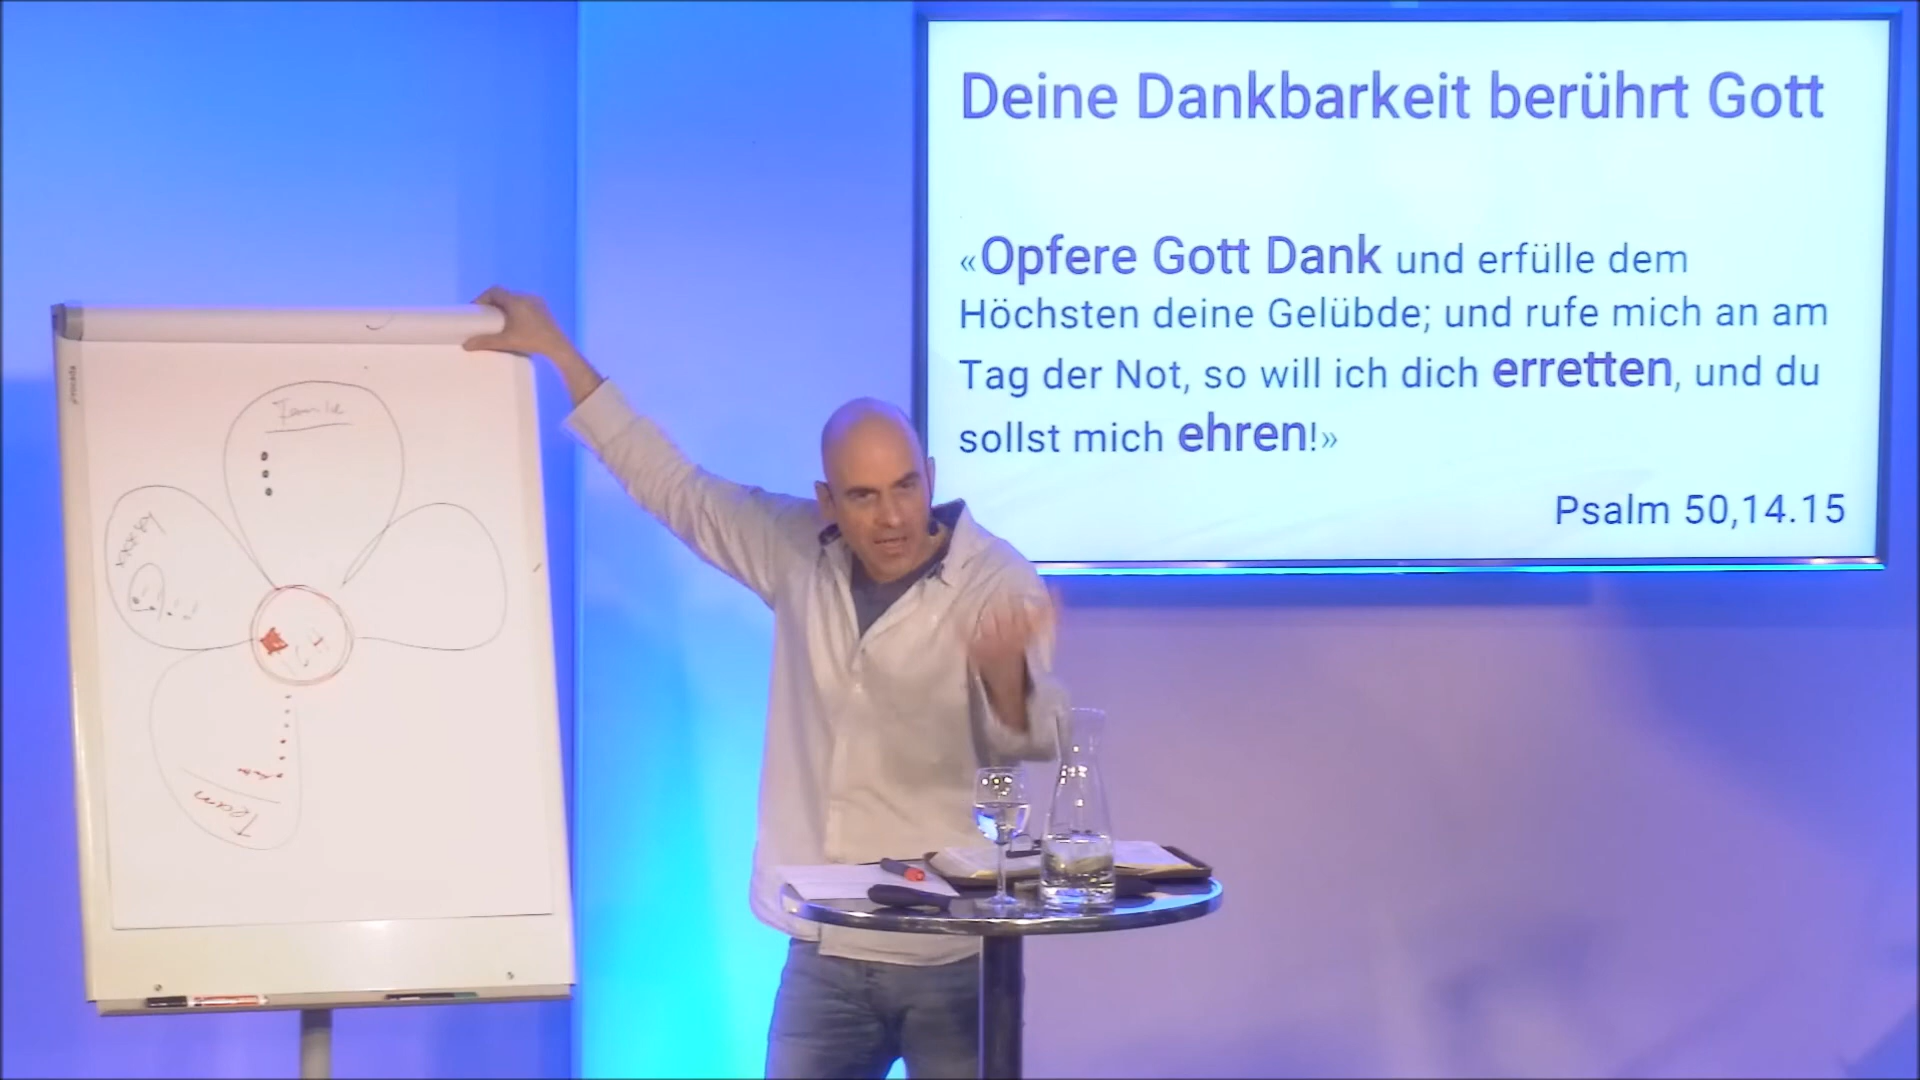 Deine Dankbarkeit berührt Gott
«Opfere Gott Dank und erfülle dem
Höchsten deine Gelübde; und rufe mich an am
Tag der Not, so will ich dich erretten, und du
sollst mich ehren!»
Psalm 50,14.15
Familie
Team